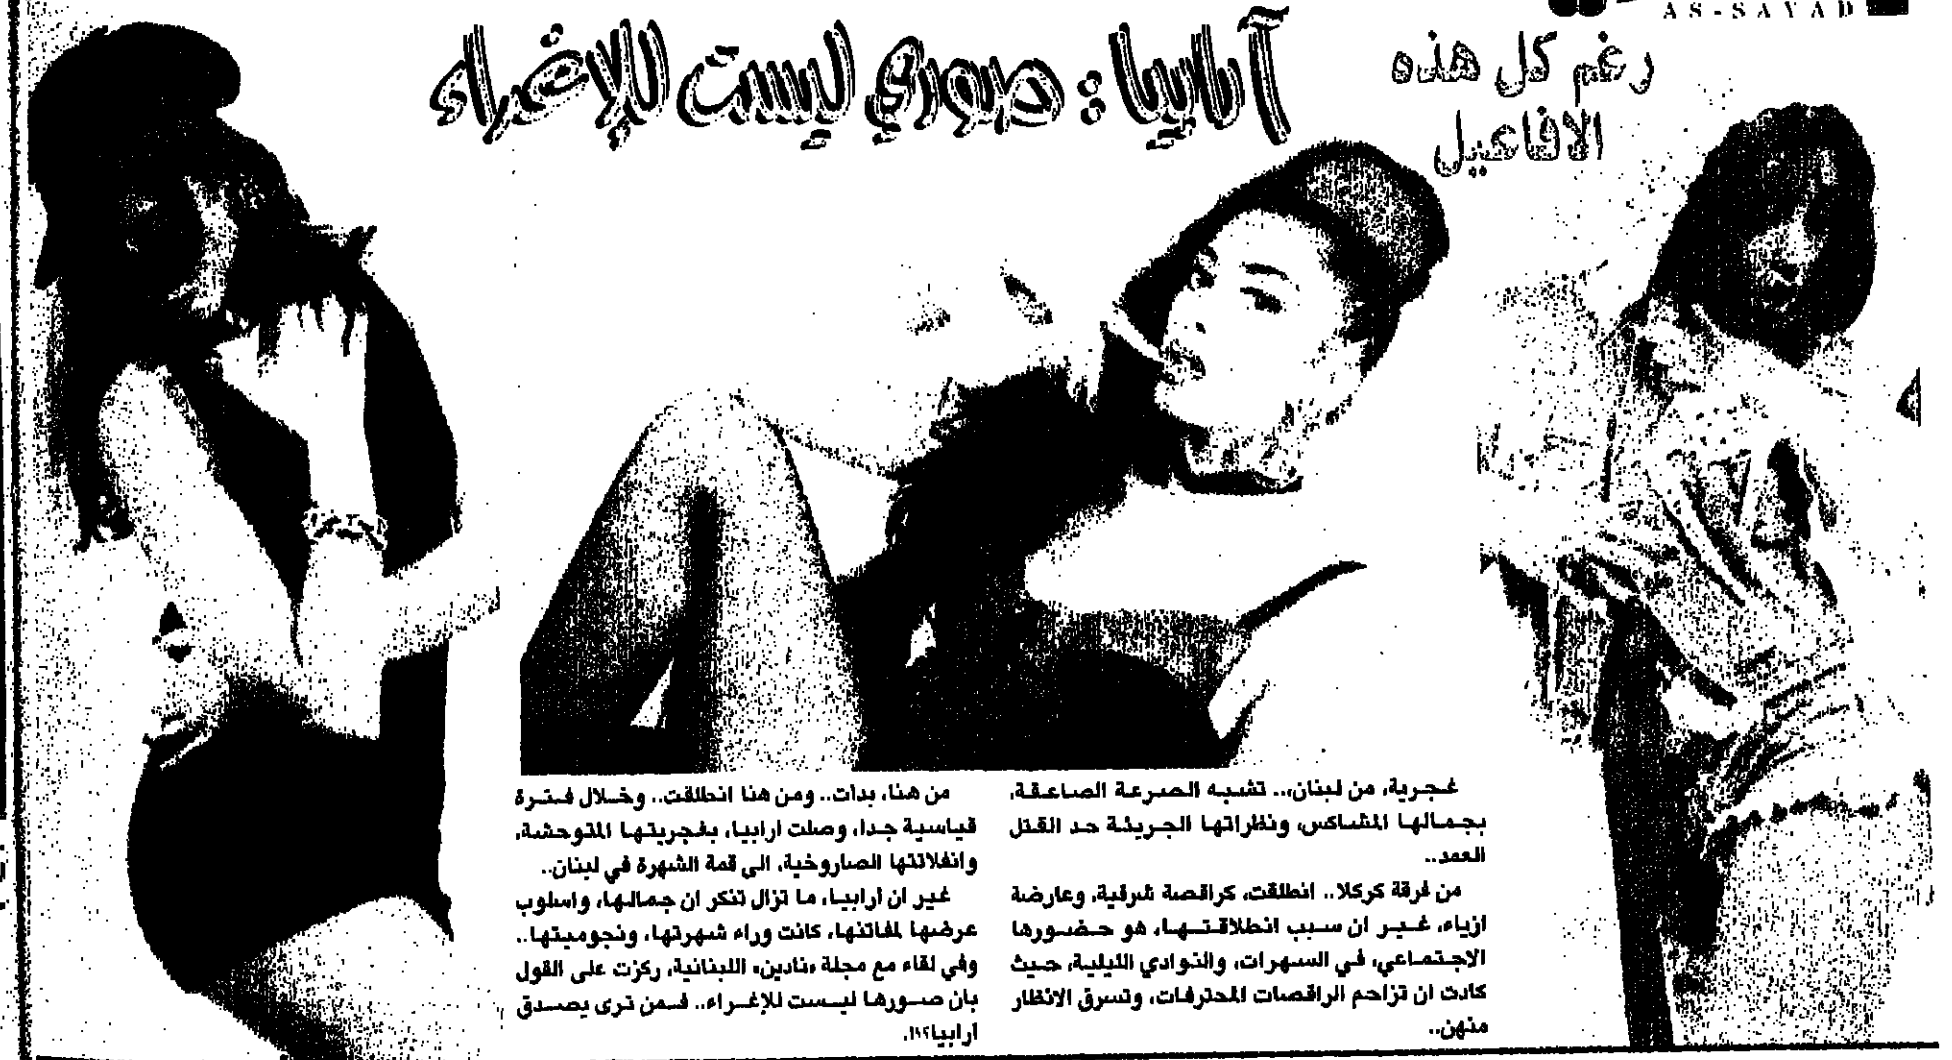 AS-SAYAD
رغم كل هذه
الافاعيل
آرابيا : صوري ليست للإغراء
غجرية، من لبنان،.. تشبه الصرعة الصاعقة،
بجمالها المشاكس، ونظراتها الجريئة حد القتل
العمد..
من فرقة كركلا.. انطلقت، كراقصة شرقية، وعارضة
ازياء، غير ان سبب انطلاقتها، هو حضورها
الاجتماعي، في السهرات، والنوادي الليلية، حيث
كادت ان تزاحم الراقصات المحترفات، وتسرق الانظار
منهن..
من هنا، بدات.. ومن هنا انطلقت.. وخلال فترة
قياسية جدا، وصلت ارابيا، بغجريتها المتوحشة،
وانفلاتتها الصاروخية، الى قمة الشهرة في لبنان..
غير ان ارابيا، ما تزال تنكر ان جمالها، واسلوب
عرضها لمفاتنها، كانت وراء شهرتها، ونجوميتها..
وفي لقاء مع مجلة «نادين» اللبنانية، ركزت على القول
بان صورها ليست للإغراء.. فمن ترى يصدق
ارابيا؟!!.